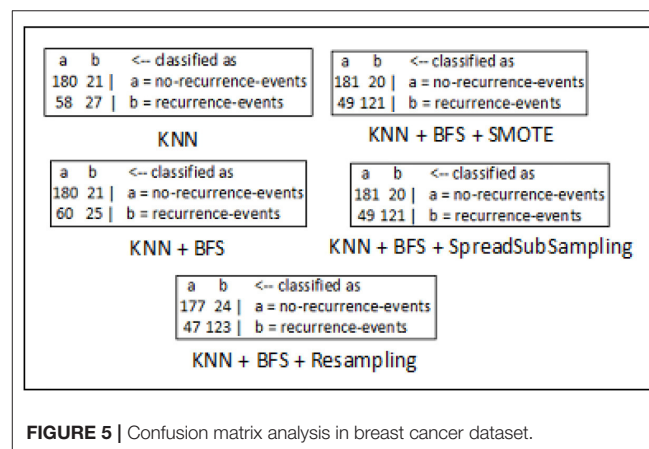 a b <-- classified as
180 21 | a = no-recurrence-events
58 27 | b = recurrence-events
KNN
a b <-- classified as
181 20 | a = no-recurrence-events
49 121 | b = recurrence-events
KNN + BFS + SMOTE
a b <-- classified as
180 21 | a = no-recurrence-events
60 25 | b = recurrence-events
KNN + BFS
a b <-- classified as
181 20 | a = no-recurrence-events
49 121 | b = recurrence-events
KNN + BFS + SpreadSubSampling
a b <-- classified as
177 24 | a = no-recurrence-events
47 123 | b = recurrence-events
KNN + BFS + Resampling
FIGURE 5 | Confusion matrix analysis in breast cancer dataset.